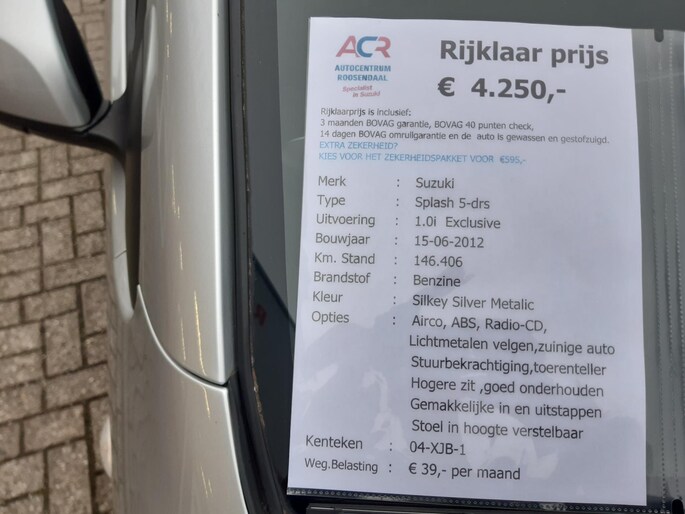 ACR
AUTOCENTRUM
ROOSENDAAL
Specialist
in Suzuki
Rijklaar prijs
€ 4.250,-
Rijklaarprijs is inclusief:
3 maanden BOVAG garantie, BOVAG 40 punten check,
14 dagen BOVAG omruilgarantie en de auto is gewassen en gestofzuigd.
EXTRA ZEKERHEID?
KIES VOOR HET ZEKERHEIDSPAKKET VOOR €595,-
Merk : Suzuki
Type : Splash 5-drs
Uitvoering : 1.0i Exclusive
Bouwjaar : 15-06-2012
Km. Stand : 146.406
Brandstof : Benzine
Kleur : Silkey Silver Metalic
Opties : Airco, ABS, Radio-CD,
Lichtmetalen velgen,zuinige auto
Stuurbekrachtiging,toerenteller
Hogere zit ,goed onderhouden
Gemakkelijke in en uitstappen
Stoel in hoogte verstelbaar
Kenteken : 04-XJB-1
Weg.Belasting : € 39,- per maand